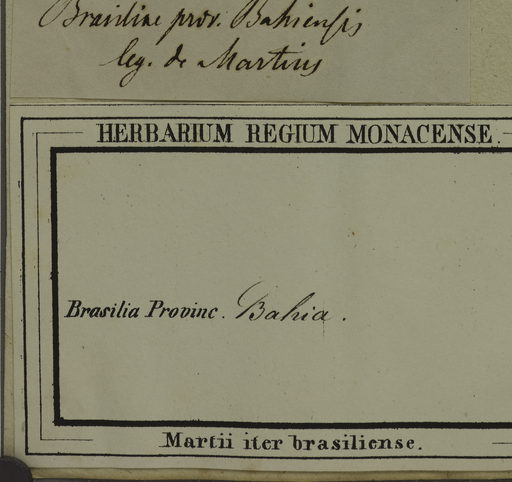 Brasiliae prov. Bahiensis
leg. de Martius
HERBARIUM REGIUM MONACENSE.
Brasilia Provinc. Bahia.
Martii iter brasiliense.